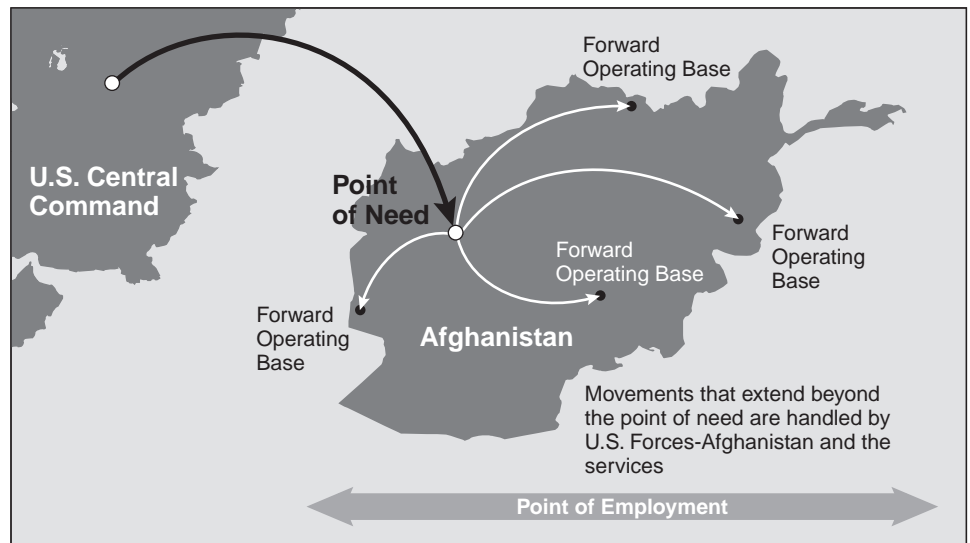 Forward
Operating Base
U.S. Central
Command
Point
of Need
Forward
Operating Base
Forward
Operating
Base
Forward
Operating
Base
Afghanistan
Movements that extend beyond
the point of need are handled by
U.S. Forces-Afghanistan and the
services
Point of Employment